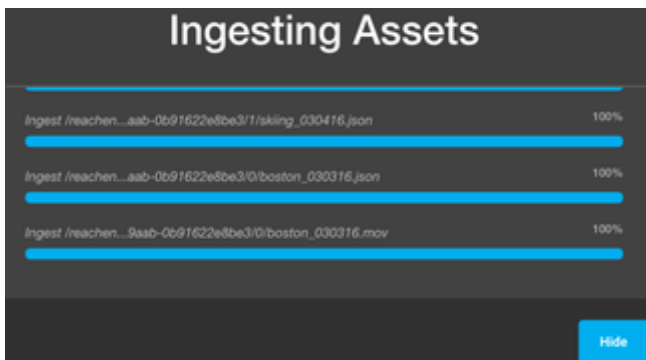 Ingesting Assets
Ingest /reachen...aab-0b91622e8be3/1/skiing_030416.json 100%
Ingest /reachen...aab-0b91622e8be3/0/boston_030316.json 100%
Ingest /reachen...9aab-0b91622e8be3/0/boston_030316.mov 100%
Hide